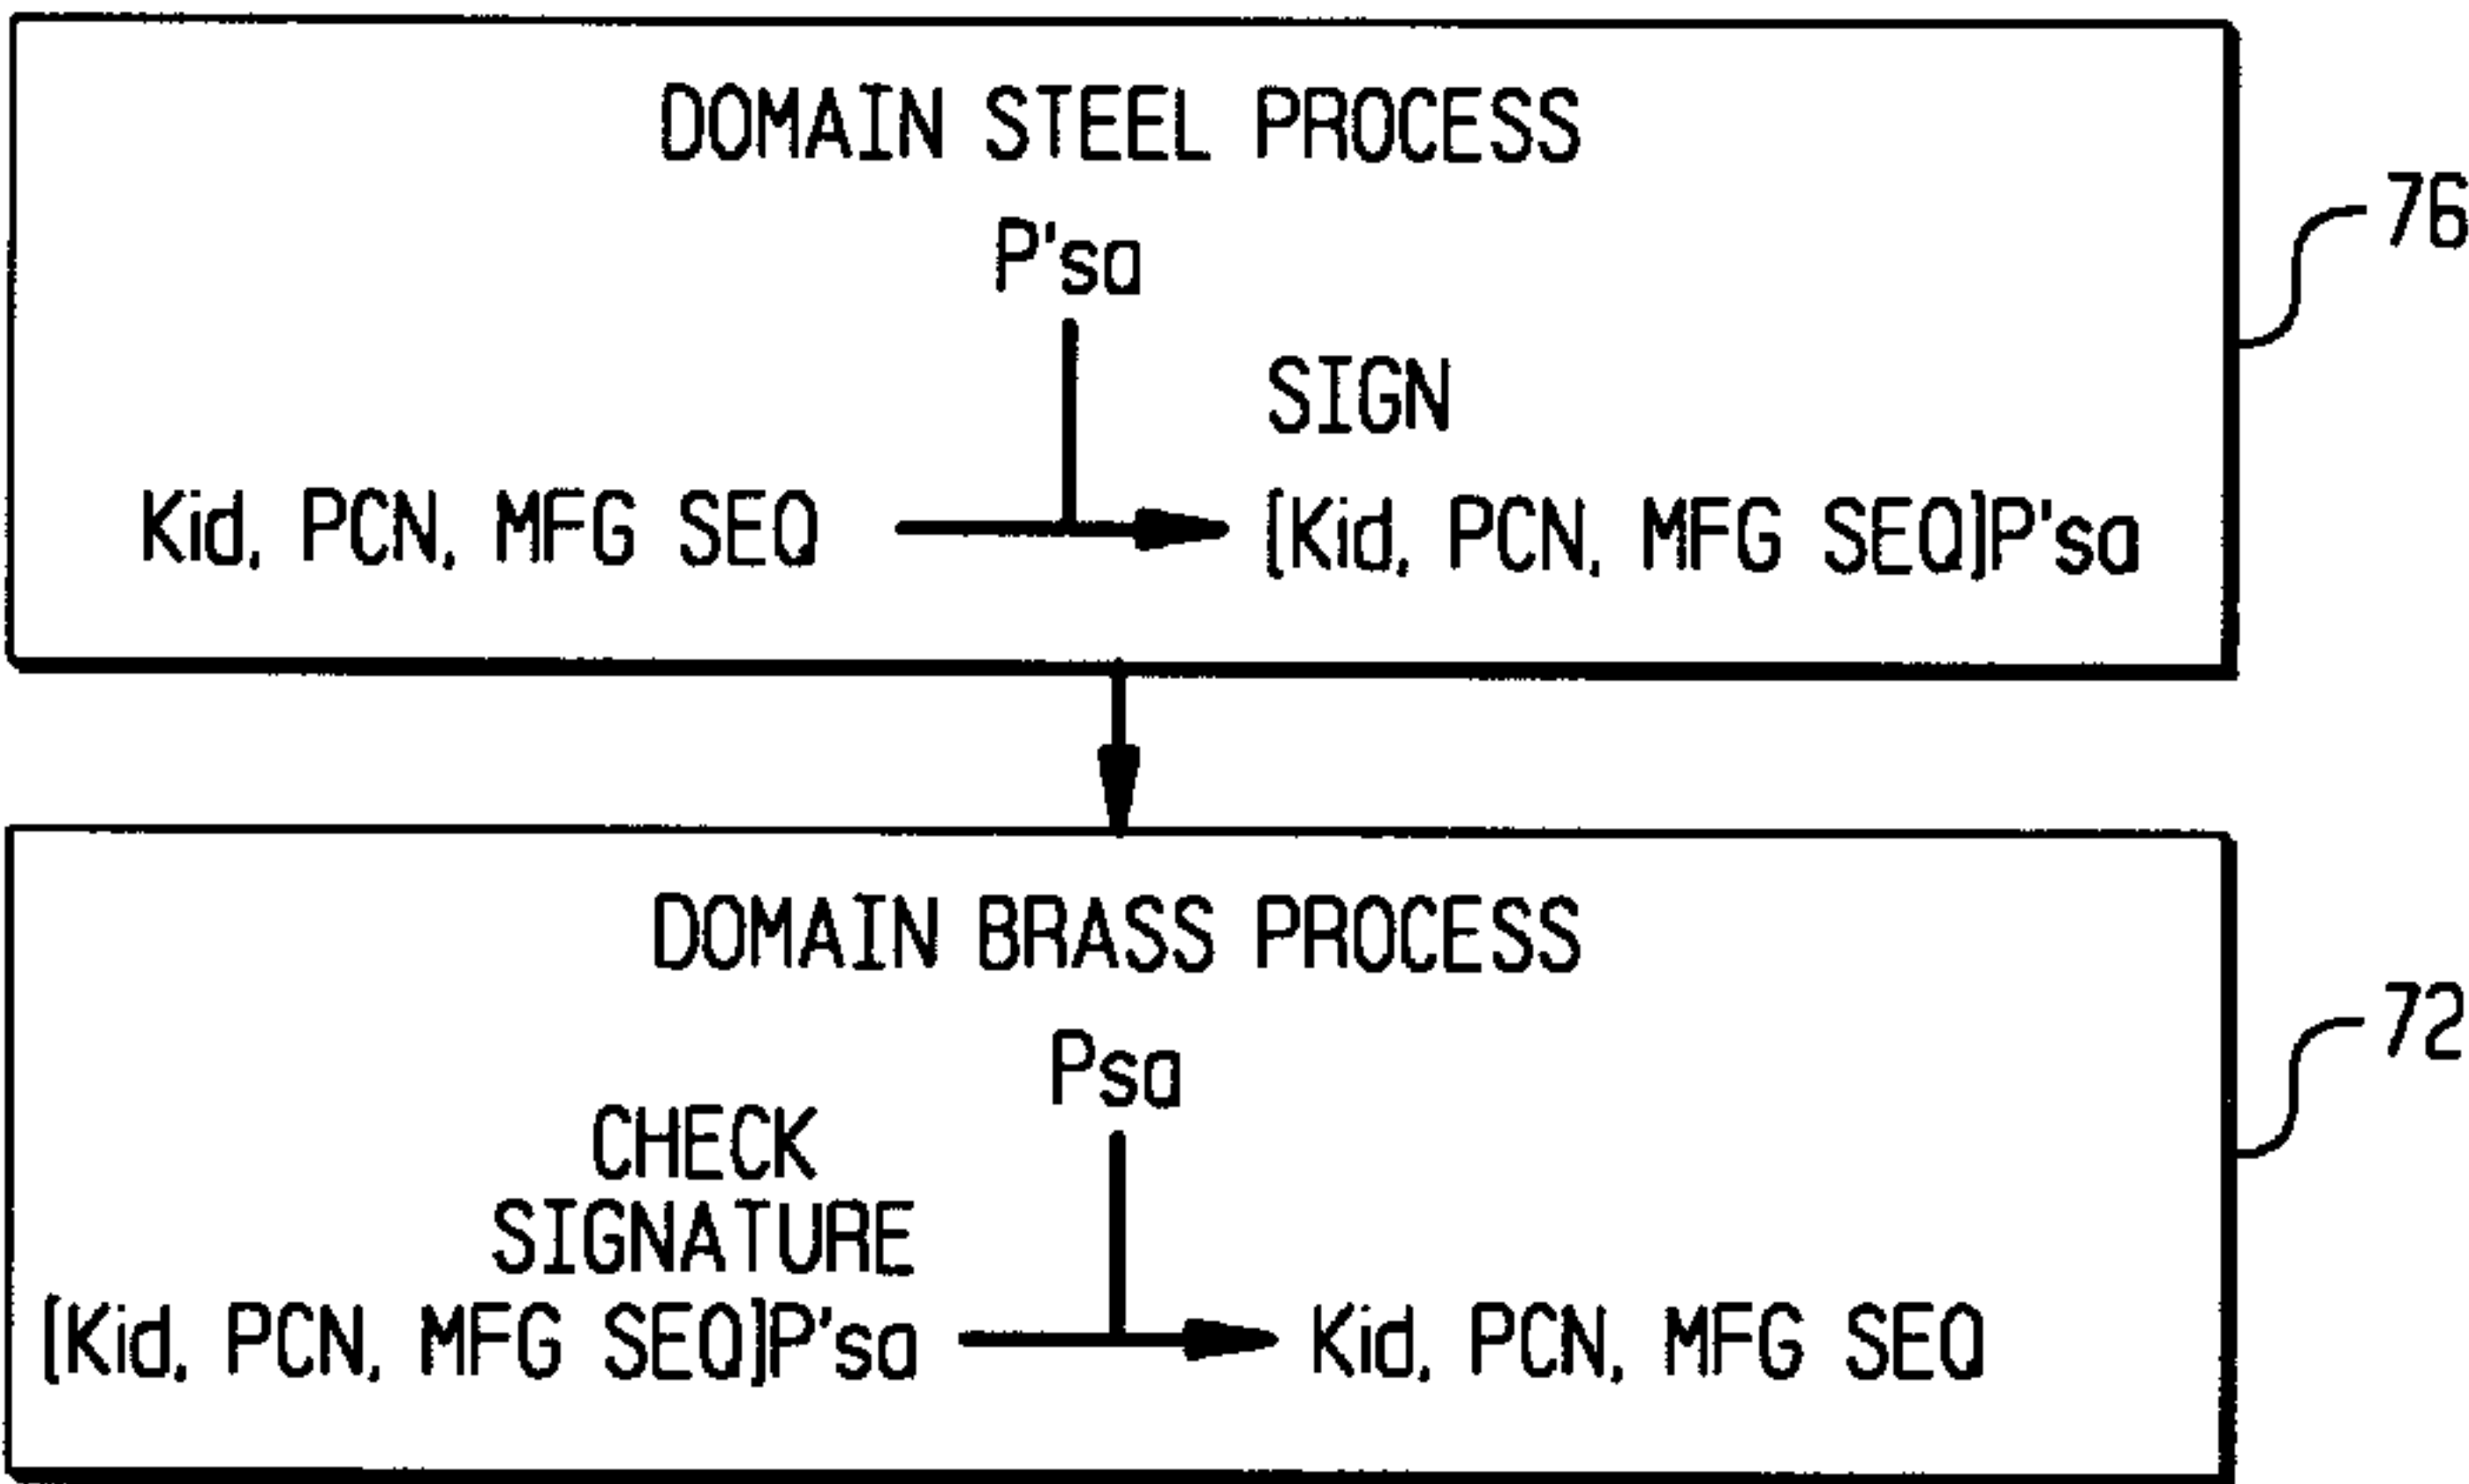 DOMAIN STEEL PROCESS
P'sa
76
SIGN
Kid, PCN, MFG SEQ
[Kid, PCN, MFG SEQ]P'sa
DOMAIN BRASS PROCESS
Psa
72
CHECK
SIGNATURE
[Kid, PCN, MFG SEQ]P'sa
Kid, PCN, MFG SEQ